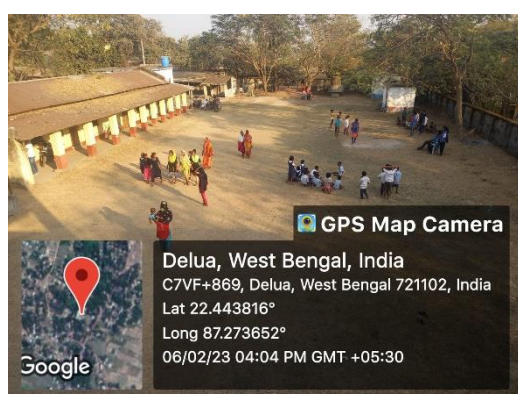 GPS Map Camera
Delua, West Bengal, India
C7VF+869, Delua, West Bengal 721102, India
Lat 22.443816°
Long 87.273652°
06/02/23 04:04 PM GMT +05:30
Google